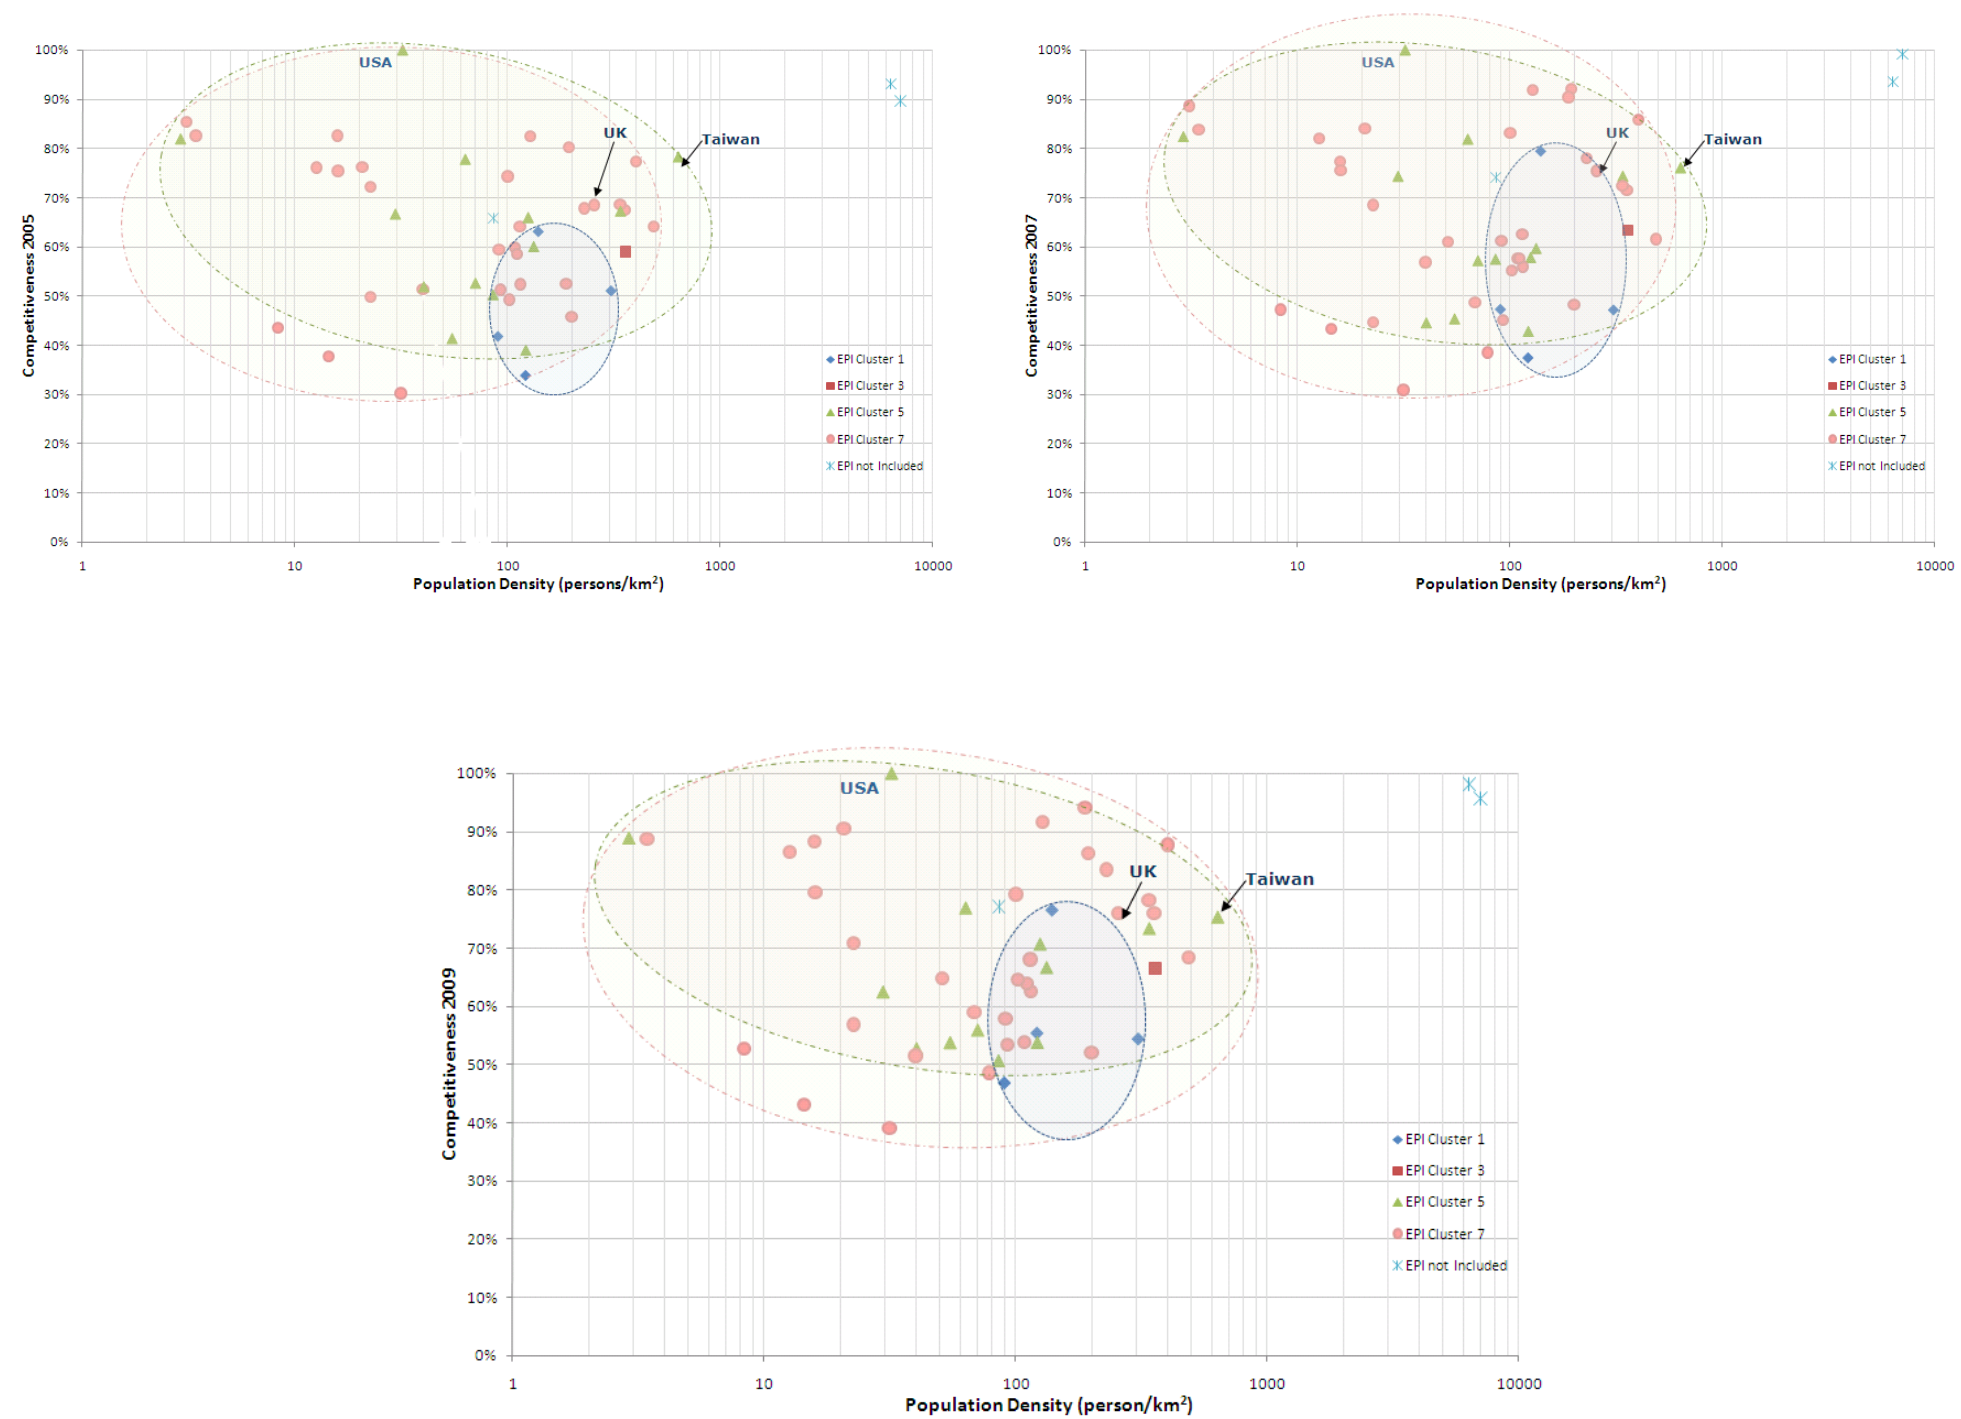 100%
90%
80%
70%
60%
50%
40%
30%
20%
10%
0%
Competitiveness 2005
USA
UK
Taiwan
EPI Cluster 1
EPI Cluster 3
EPI Cluster 5
EPI Cluster 7
EPI not Included
1 10 100 1000 10000
Population Density (persons/km²)
100%
90%
80%
70%
60%
50%
40%
30%
20%
10%
0%
Competitiveness 2007
USA
UK
Taiwan
EPI Cluster 1
EPI Cluster 3
EPI Cluster 5
EPI Cluster 7
EPI not Included
1 10 100 1000 10000
Population Density (persons/km²)
100%
90%
80%
70%
60%
50%
40%
30%
20%
10%
0%
Competitiveness 2009
USA
UK
Taiwan
EPI Cluster 1
EPI Cluster 3
EPI Cluster 5
EPI Cluster 7
EPI not Included
1 10 100 1000 10000
Population Density (person/km²)